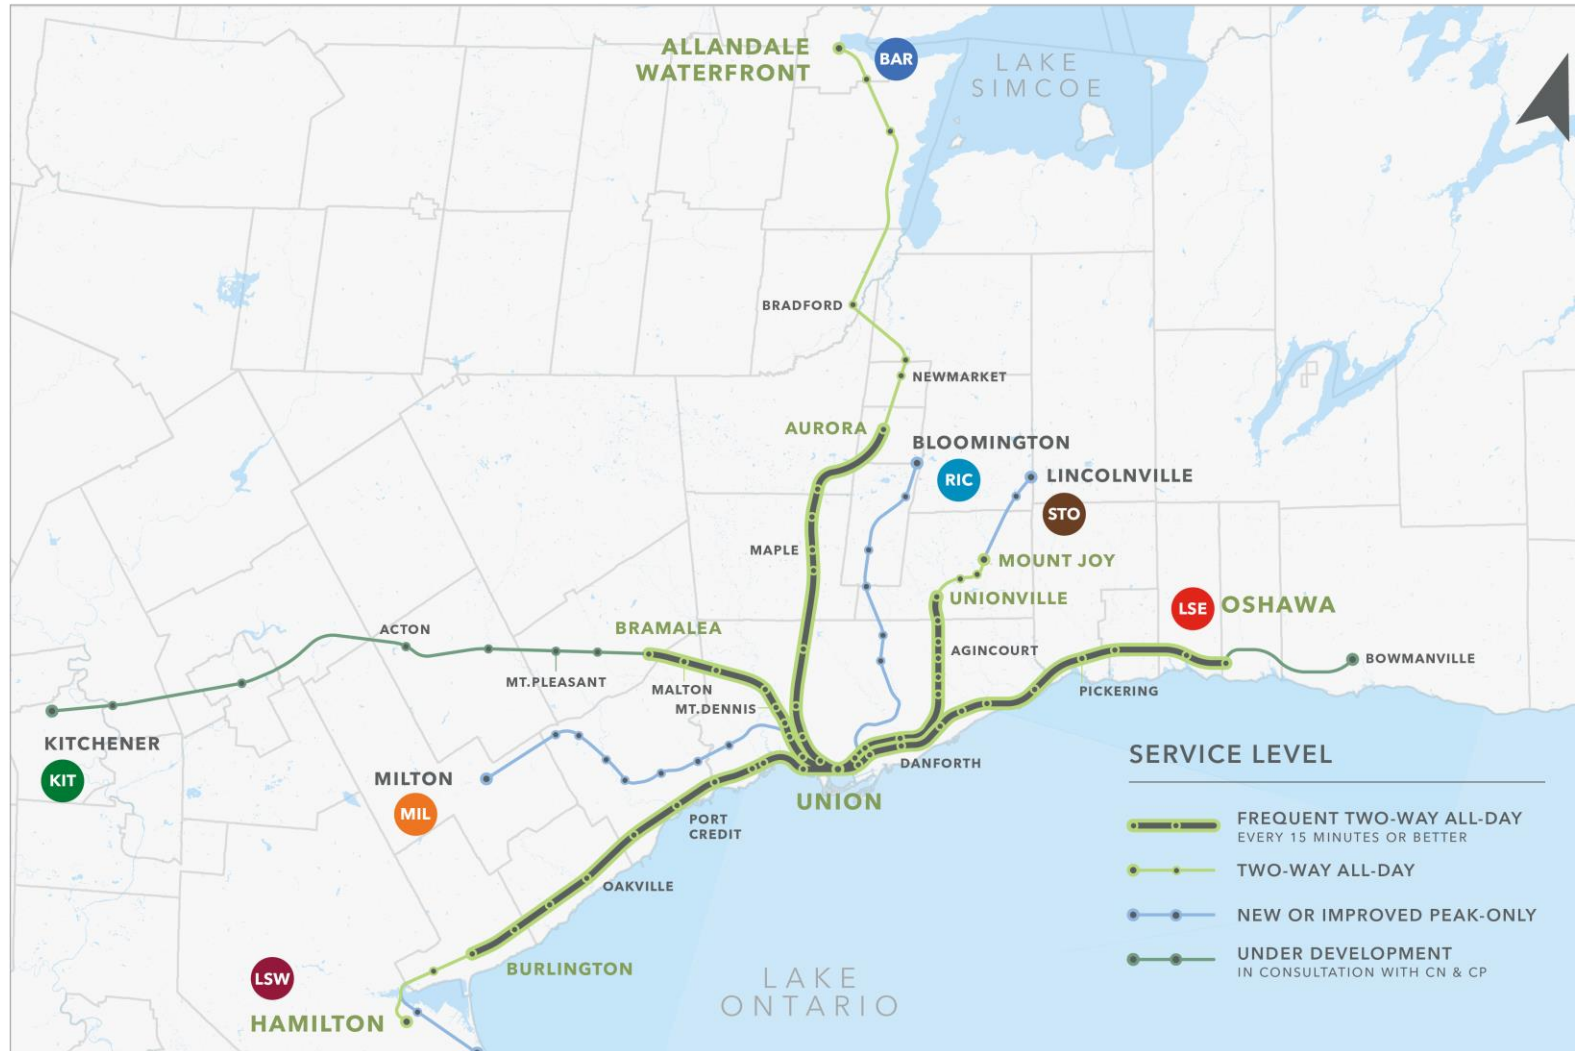 ALLANDALE
WATERFRONT
BAR
LAKE
SIMCOE
BRADFORD
NEWMARKET
AURORA
BLOOMINGTON
RIC
LINCOLNVILLE
STO
MAPLE
MOUNT JOY
UNIONVILLE
LSE
OSHAWA
BRAMALEA
ACTON
AGINCOURT
BOWMANVILLE
MT.PLEASANT
MALTON
MT.DENNIS
PICKERING
KITCHENER
KIT
MILTON
MIL
DANFORTH
UNION
PORT
CREDIT
OAKVILLE
BURLINGTON
LSW
HAMILTON
LAKE
ONTARIO
SERVICE LEVEL
FREQUENT TWO-WAY ALL-DAY
EVERY 15 MINUTES OR BETTER
TWO-WAY ALL-DAY
NEW OR IMPROVED PEAK-ONLY
UNDER DEVELOPMENT
IN CONSULTATION WITH CN & CP